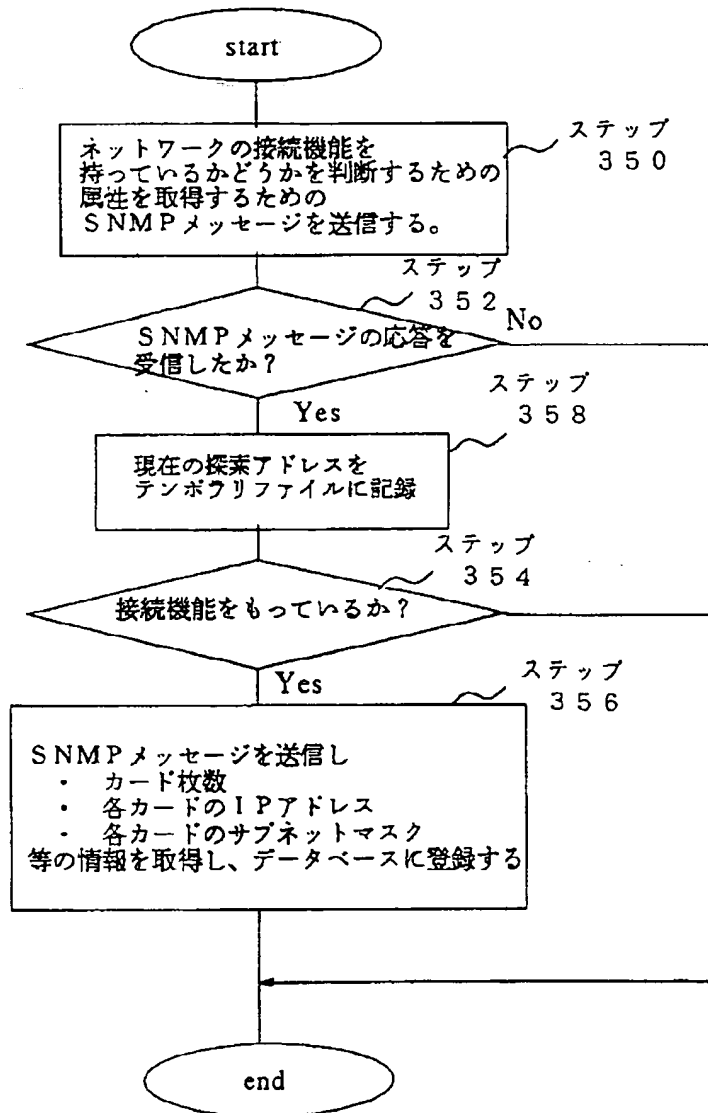 start
ステップ
350
ネットワークの接続機能を
持っているかどうかを判断するための
属性を取得するための
SNMPメッセージを送信する。
ステップ
352
No
SNMPメッセージの応答を
受信したか？
Yes
ステップ
358
現在の探索アドレスを
テンポラリファイルに記録
ステップ
354
接続機能をもっているか？
Yes
ステップ
356
SNMPメッセージを送信し
・ カード枚数
・ 各カードのIPアドレス
・ 各カードのサブネットマスク
等の情報を取得し、データベースに登録する
end